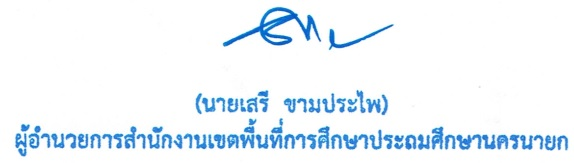 (นายเสรี ขามประไพ)
ผู้อำนวยการสำนักงานเขตพื้นที่การศึกษาประถมศึกษานครนายก